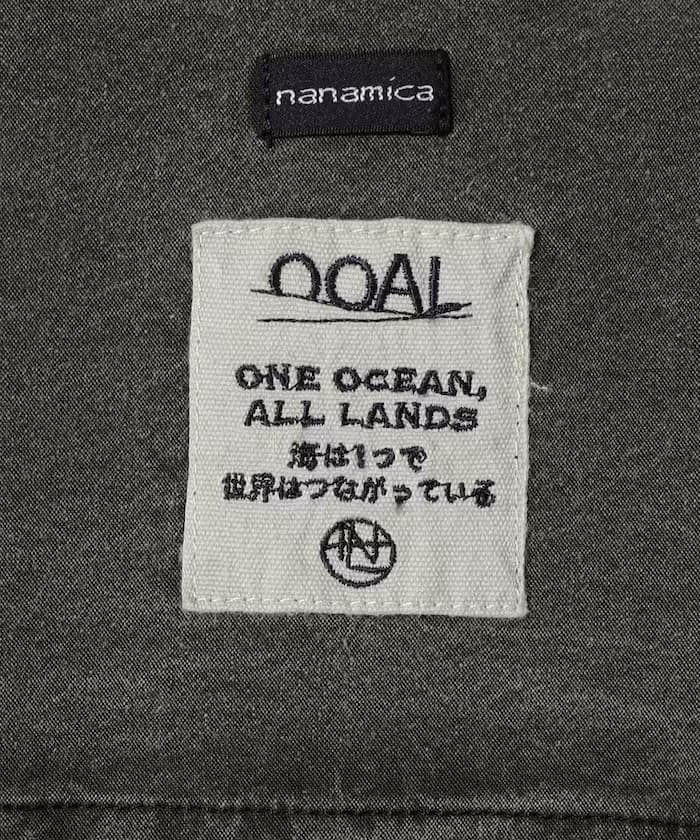 nanamica
OOAL
ONE OCEAN,
ALL LANDS
海は1つで
世界はつながっている